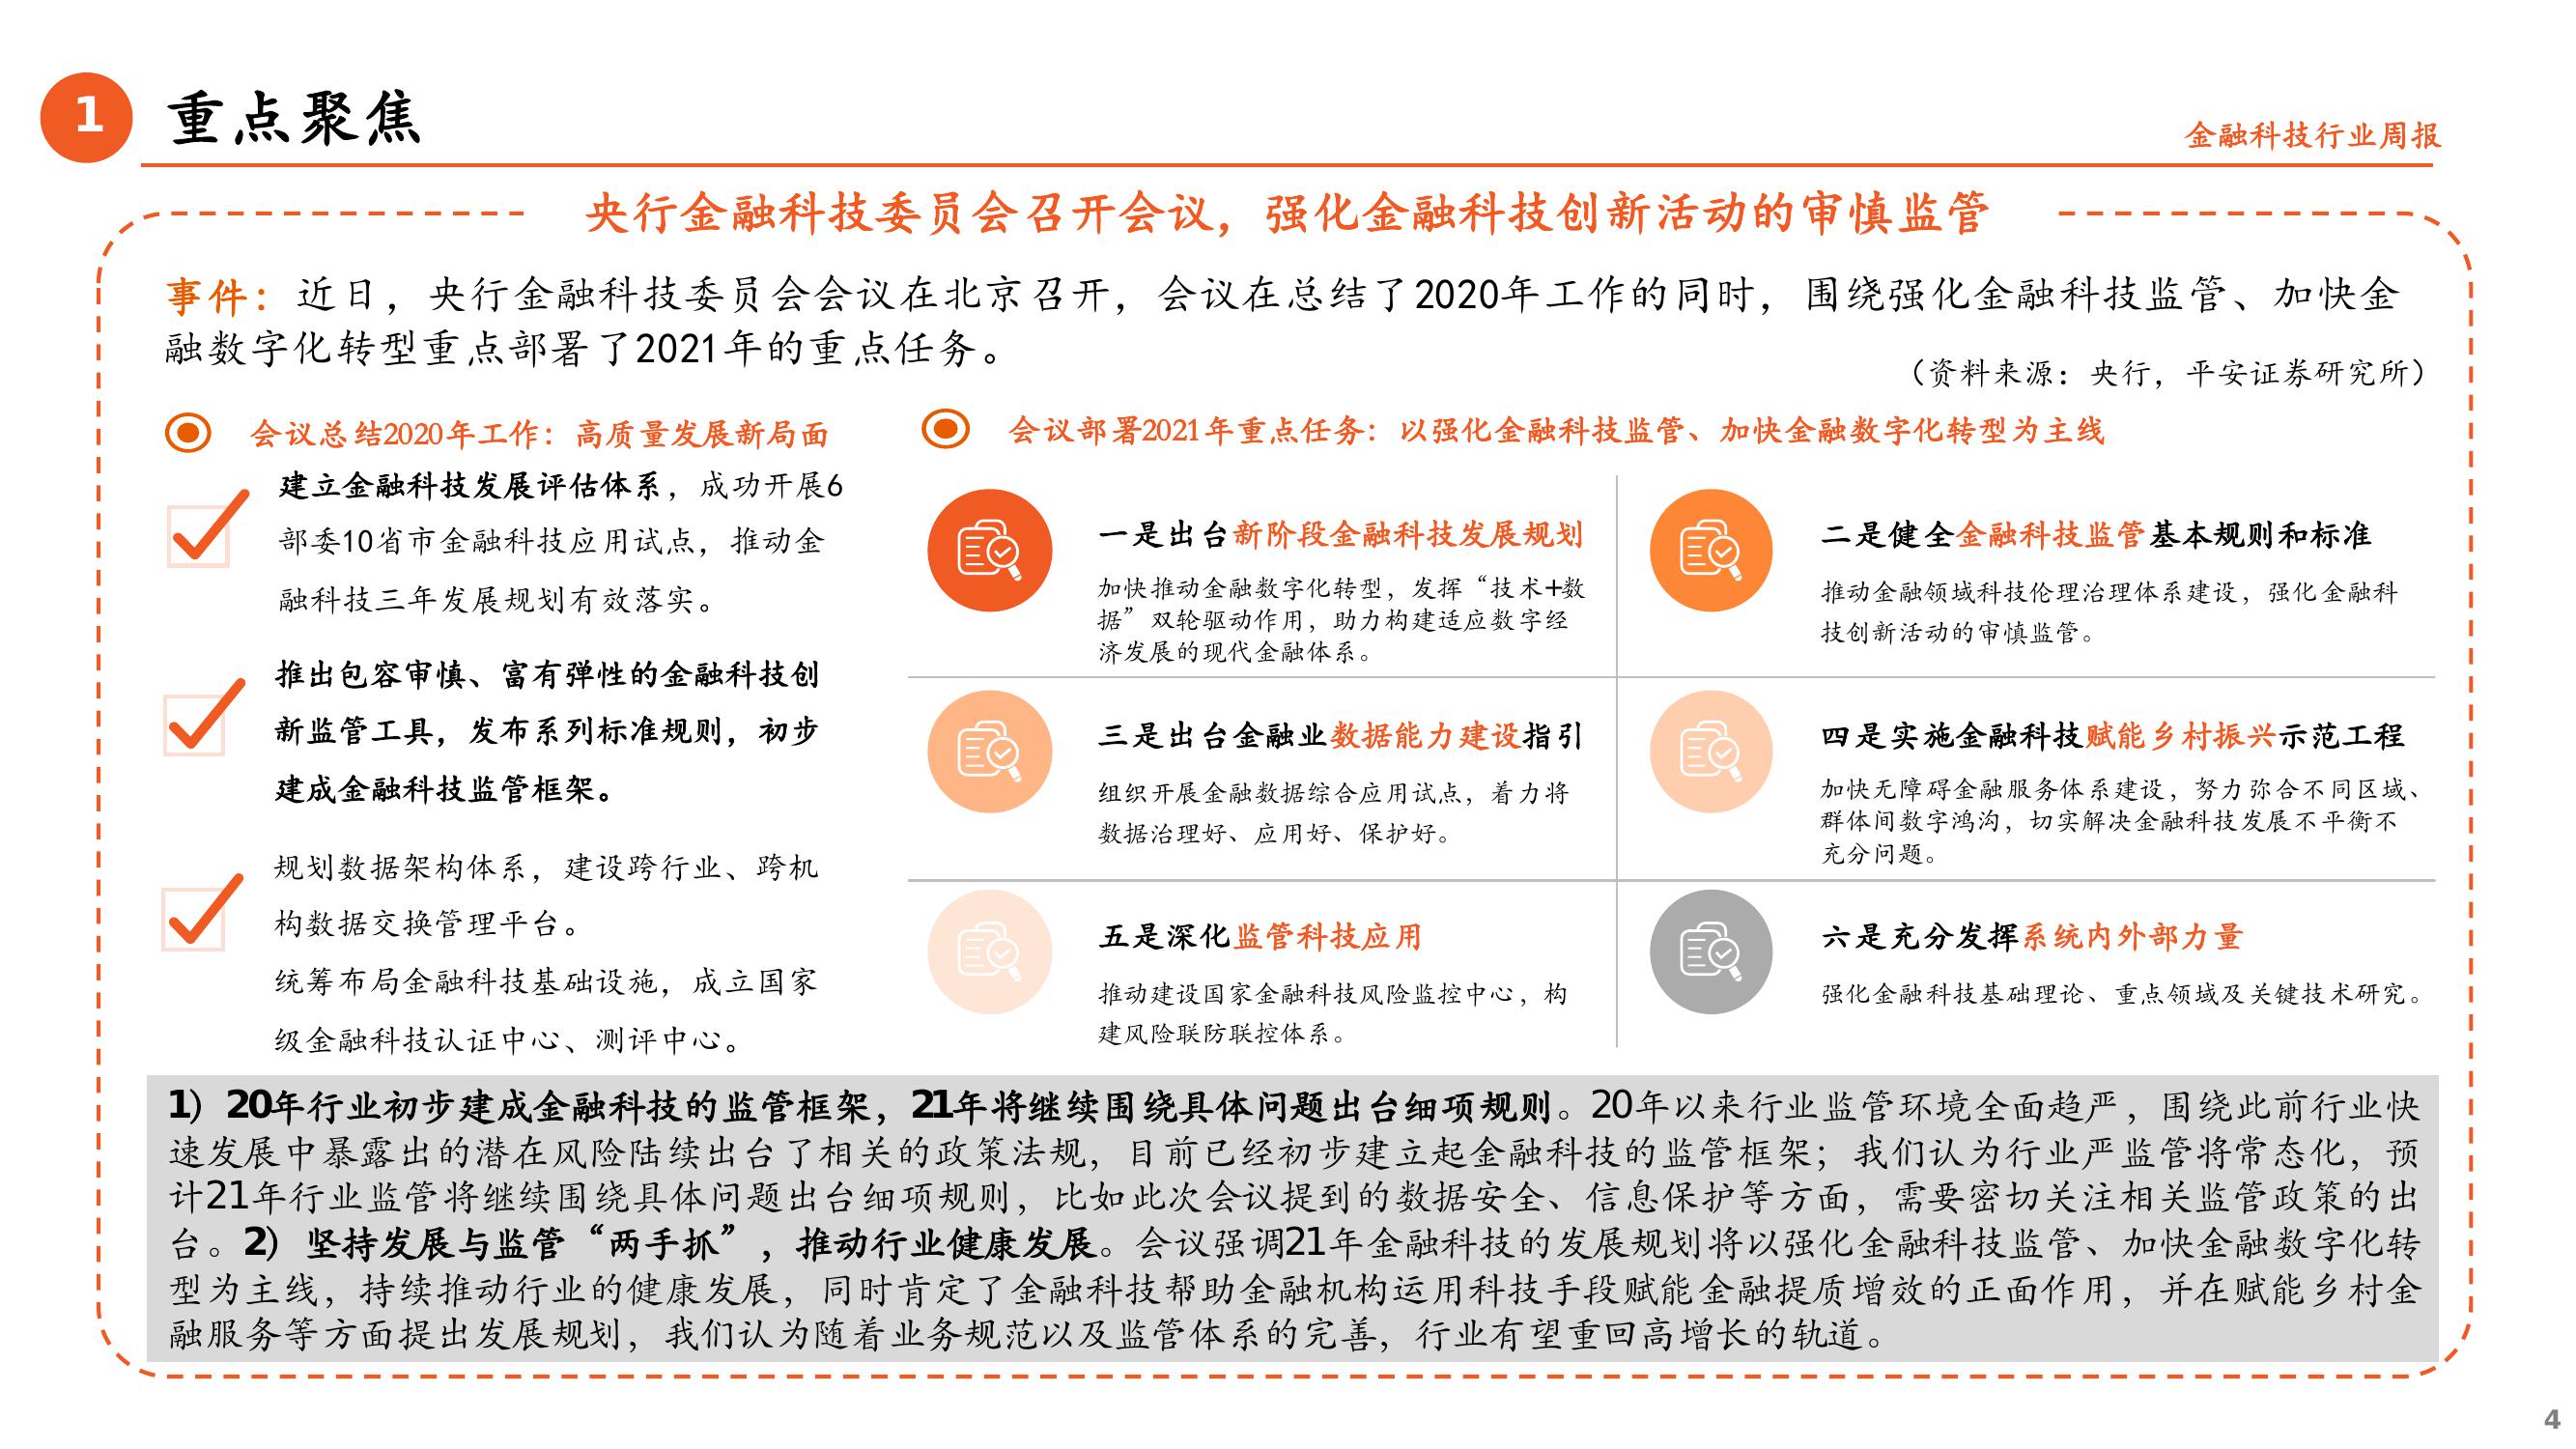 1
重点聚焦
金融科技行业周报
央行金融科技委员会召开会议，强化金融科技创新活动的审慎监管
事件：近日，央行金融科技委员会会议在北京召开，会议在总结了2020年工作的同时，围绕强化金融科技监管、加快金
融数字化转型重点部署了2021年的重点任务。
（资料来源：央行，平安证券研究所）
会议总结2020年工作：高质量发展新局面
建立金融科技发展评估体系，成功开展6
部委10省市金融科技应用试点，推动金
融科技三年发展规划有效落实。
推出包容审慎、富有弹性的金融科技创
新监管工具，发布系列标准规则，初步
建成金融科技监管框架。
规划数据架构体系，建设跨行业、跨机
构数据交换管理平台。
统筹布局金融科技基础设施，成立国家
级金融科技认证中心、测评中心。
会议部署2021年重点任务：以强化金融科技监管、加快金融数字化转型为主线
一是出台新阶段金融科技发展规划
加快推动金融数字化转型，发挥“技术+数
据”双轮驱动作用，助力构建适应数字经
济发展的现代金融体系。
二是健全金融科技监管基本规则和标准
推动金融领域科技伦理治理体系建设，强化金融科
技创新活动的审慎监管。
三是出台金融业数据能力建设指引
组织开展金融数据综合应用试点，着力将
数据治理好、应用好、保护好。
四是实施金融科技赋能乡村振兴示范工程
加快无障碍金融服务体系建设，努力弥合不同区域、
群体间数字鸿沟，切实解决金融科技发展不平衡不
充分问题。
五是深化监管科技应用
推动建设国家金融科技风险监控中心，构
建风险联防联控体系。
六是充分发挥系统内外部力量
强化金融科技基础理论、重点领域及关键技术研究。
1）20年行业初步建成金融科技的监管框架，21年将继续围绕具体问题出台细项规则。20年以来行业监管环境全面趋严，围绕此前行业快
速发展中暴露出的潜在风险陆续出台了相关的政策法规，目前已经初步建立起金融科技的监管框架；我们认为行业严监管将常态化，预
计21年行业监管将继续围绕具体问题出台细项规则，比如此次会议提到的数据安全、信息保护等方面，需要密切关注相关监管政策的出
台。2）坚持发展与监管“两手抓”，推动行业健康发展。会议强调21年金融科技的发展规划将以强化金融科技监管、加快金融数字化转
型为主线，持续推动行业的健康发展，同时肯定了金融科技帮助金融机构运用科技手段赋能金融提质增效的正面作用，并在赋能乡村金
融服务等方面提出发展规划，我们认为随着业务规范以及监管体系的完善，行业有望重回高增长的轨道。
4